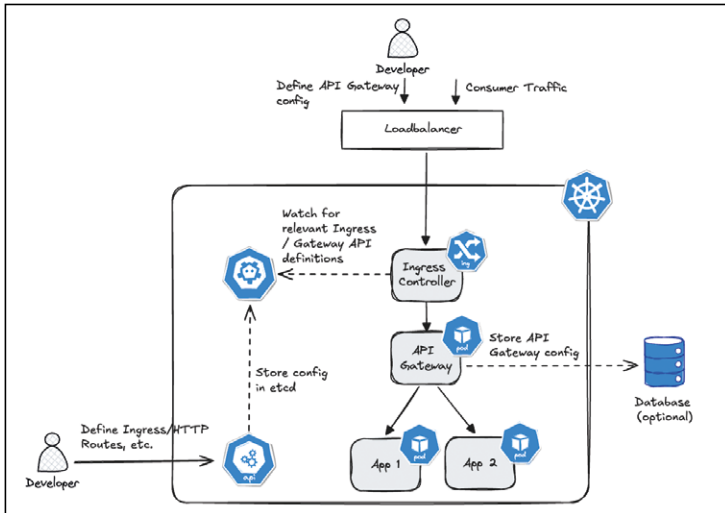 Developer
Define API Gateway
config
Consumer Traffic
Loadbalancer
Watch for
relevant Ingress
/ Gateway API
definitions
ing
Ingress
Controller
pod
API
Gateway
Store API
Gateway config
Store config
in etcd
Database
(optional)
Define Ingress/HTTP
Routes, etc.
Developer
api
App 1
pod
App 2
pod